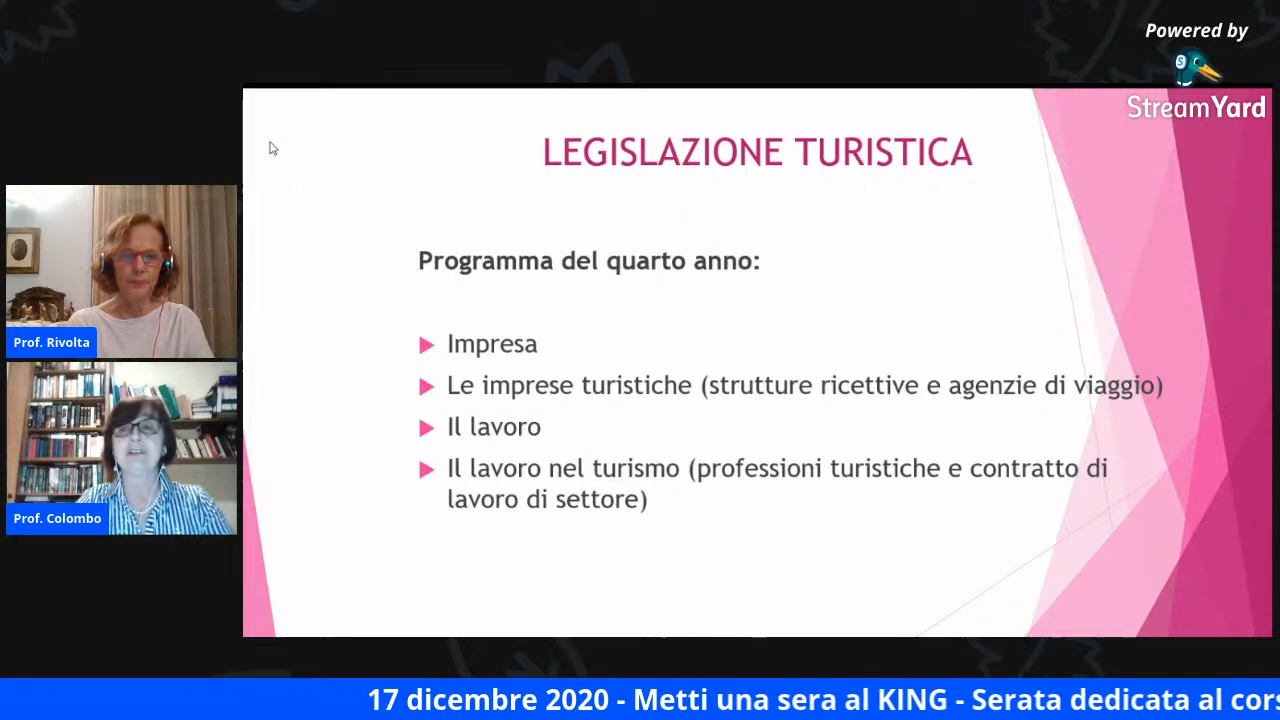 Powered by
StreamYard
LEGISLAZIONE TURISTICA
Programma del quarto anno:
Impresa
Le imprese turistiche (strutture ricettive e agenzie di viaggio)
Il lavoro
Il lavoro nel turismo (professioni turistiche e contratto di
lavoro di settore)
Prof. Rivolta
Prof. Colombo
17 dicembre 2020 - Metti una sera al KING - Serata dedicata al